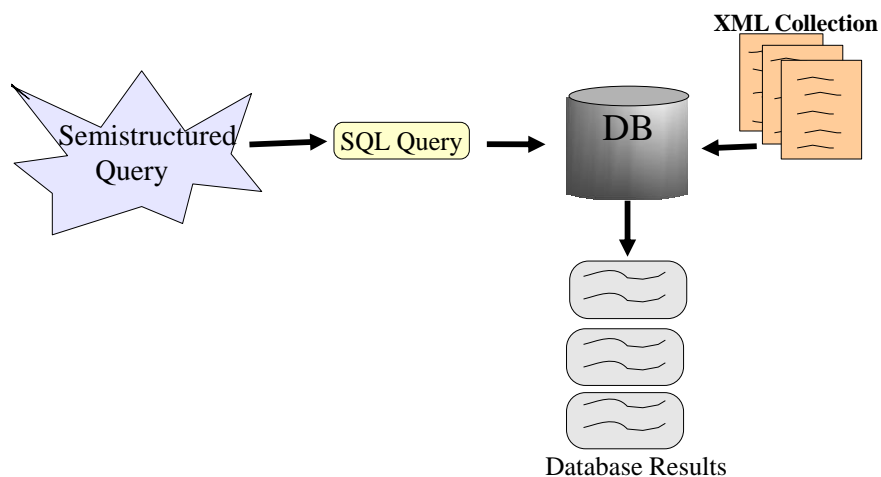 XML Collection
Semistructured
Query
SQL Query
DB
Database Results